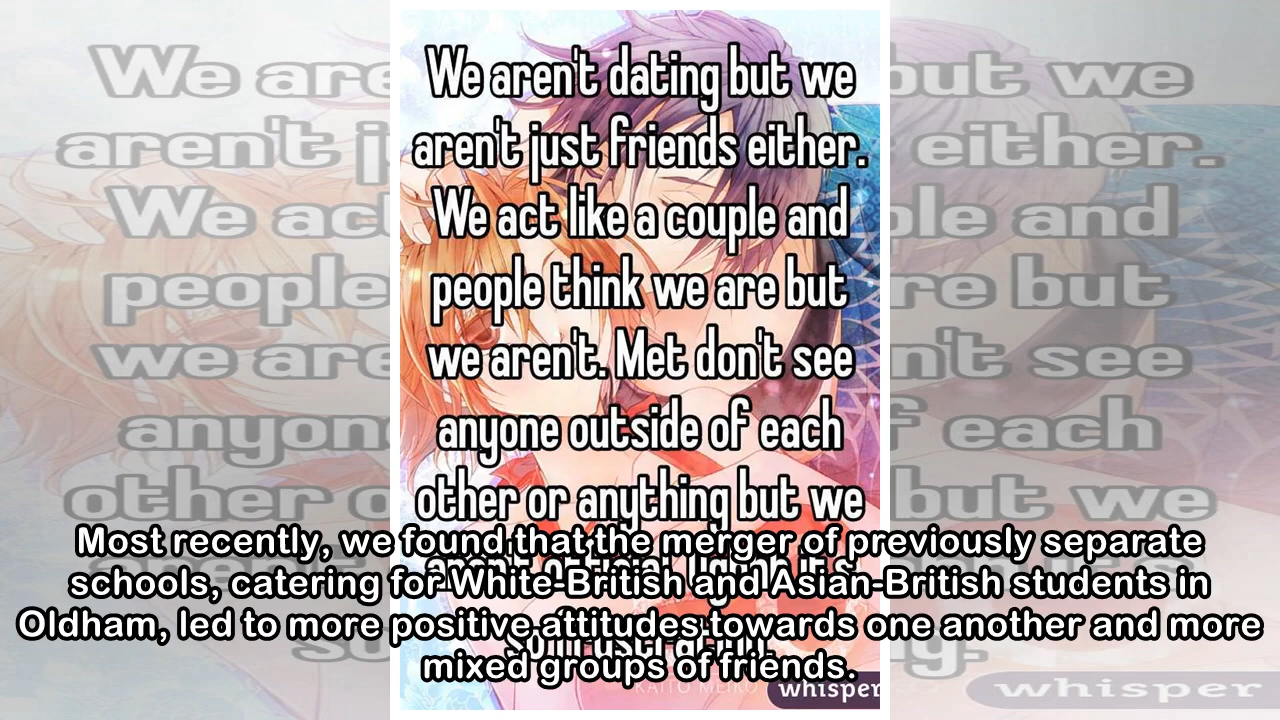 We aren't dating but we
aren't just friends either.
We act like a couple and
people think we are but
we aren't. Met don't see
anyone outside of each
other or anything but we
Most recently, we found that the merger of previously separate
schools, catering for White-British and Asian-British students in
Oldham, led to more positive attitudes towards one another and more
mixed groups of friends.
KAITO MEIKO
whisper